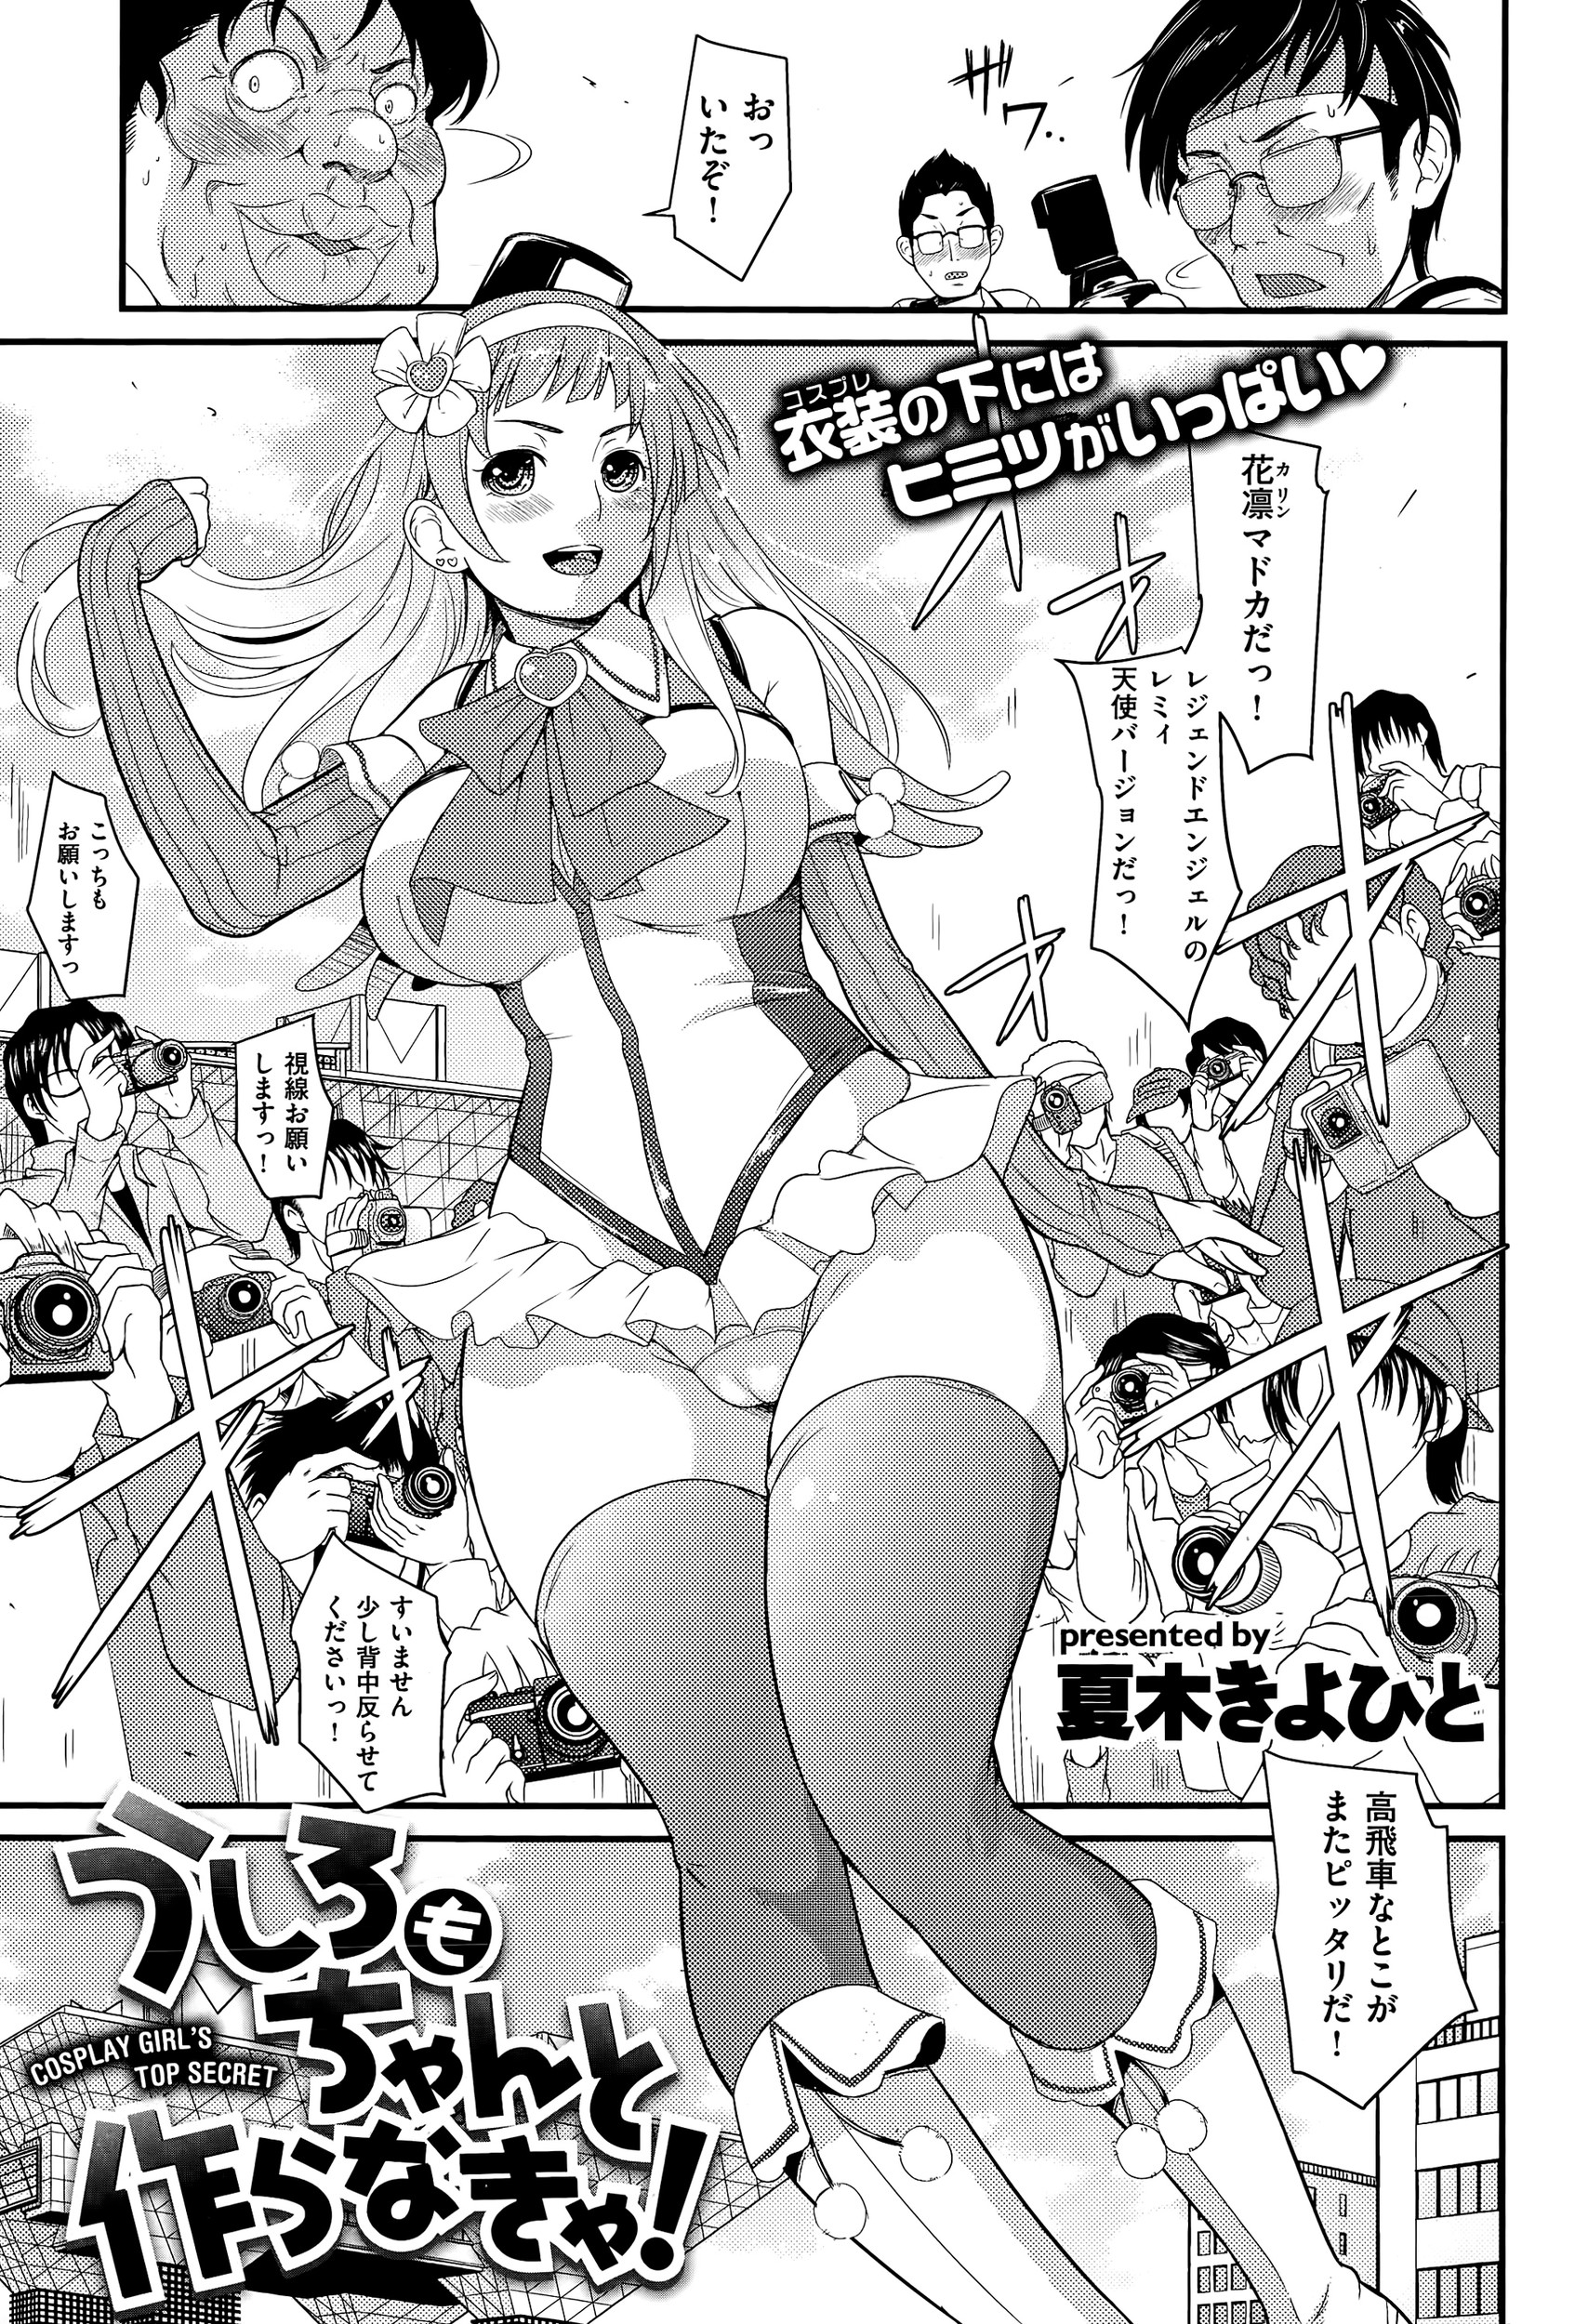 ザワ‥
おっ
いたぞ！
コスプレ
衣装の下には
ヒミツがいっぱい♥
カリン
花凛マドカだっ！
レジェンドエンジェルの
レミィ
天使バージョンだっ！
オ
オ
オ
オ
オ
オ
こっちも
お願いしますっ
視線お願い
しますっ！
すいません
少し背中反らせて
くださいっ！
presented by
夏木きよひと
高飛車なとこが
またピッタリだ！
うしろも
ちゃんと
作らなきゃ！
COSPLAY GIRL'S
TOP SECRET